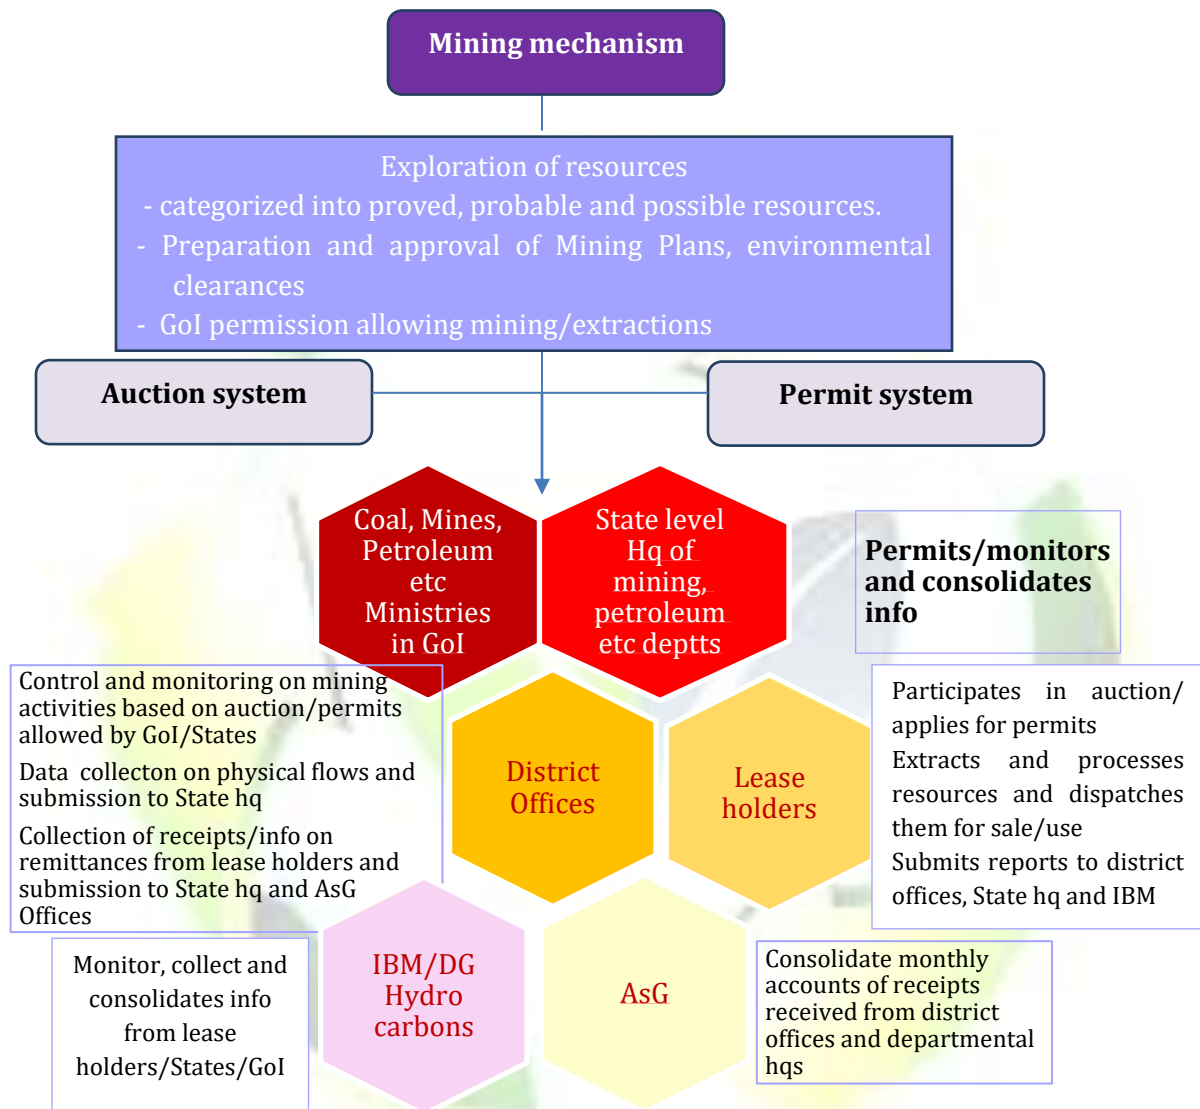 Mining mechanism
Exploration of resources
- categorized into proved, probable and possible resources.
- Preparation and approval of Mining Plans, environmental
clearances
- GoI permission allowing mining/extractions
Auction system
Permit system
Coal, Mines,
Petroleum
etc
Ministries
in GoI
State level
Hq of
mining,
petroleum
etc deptts
Permits/monitors
and consolidates
info
Control and monitoring on mining
activities based on auction/permits
allowed by GoI/States
Data collecton on physical flows and
submission to State hq
Collection of receipts/info on
remittances from lease holders and
submission to State hq and AsG
Offices
District
Offices
Lease
holders
Participates in auction/
applies for permits
Extracts and processes
resources and dispatches
them for sale/use
Submits reports to district
offices, State hq and IBM
Monitor, collect and
consolidates info
from lease
holders/States/GoI
IBM/DG
Hydro
carbons
AsG
Consolidate monthly
accounts of receipts
received from district
offices and departmental
hqs